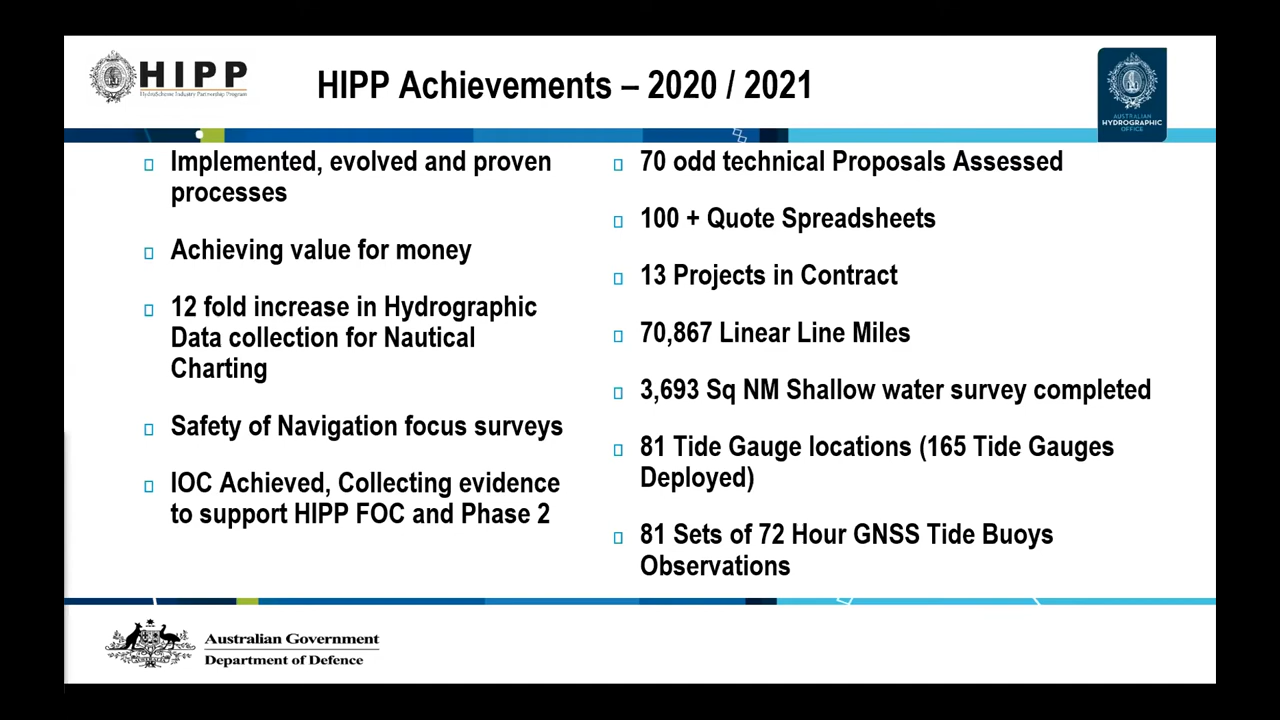 HIPP
HydroScheme Industry Partnership Program
HIPP Achievements – 2020 / 2021
AUSTRALIAN
HYDROGRAPHIC
OFFICE
Implemented, evolved and proven
processes
Achieving value for money
12 fold increase in Hydrographic
Data collection for Nautical
Charting
Safety of Navigation focus surveys
IOC Achieved, Collecting evidence
to support HIPP FOC and Phase 2
70 odd technical Proposals Assessed
100 + Quote Spreadsheets
13 Projects in Contract
70,867 Linear Line Miles
3,693 Sq NM Shallow water survey completed
81 Tide Gauge locations (165 Tide Gauges
Deployed)
81 Sets of 72 Hour GNSS Tide Buoys
Observations
Australian Government
Department of Defence